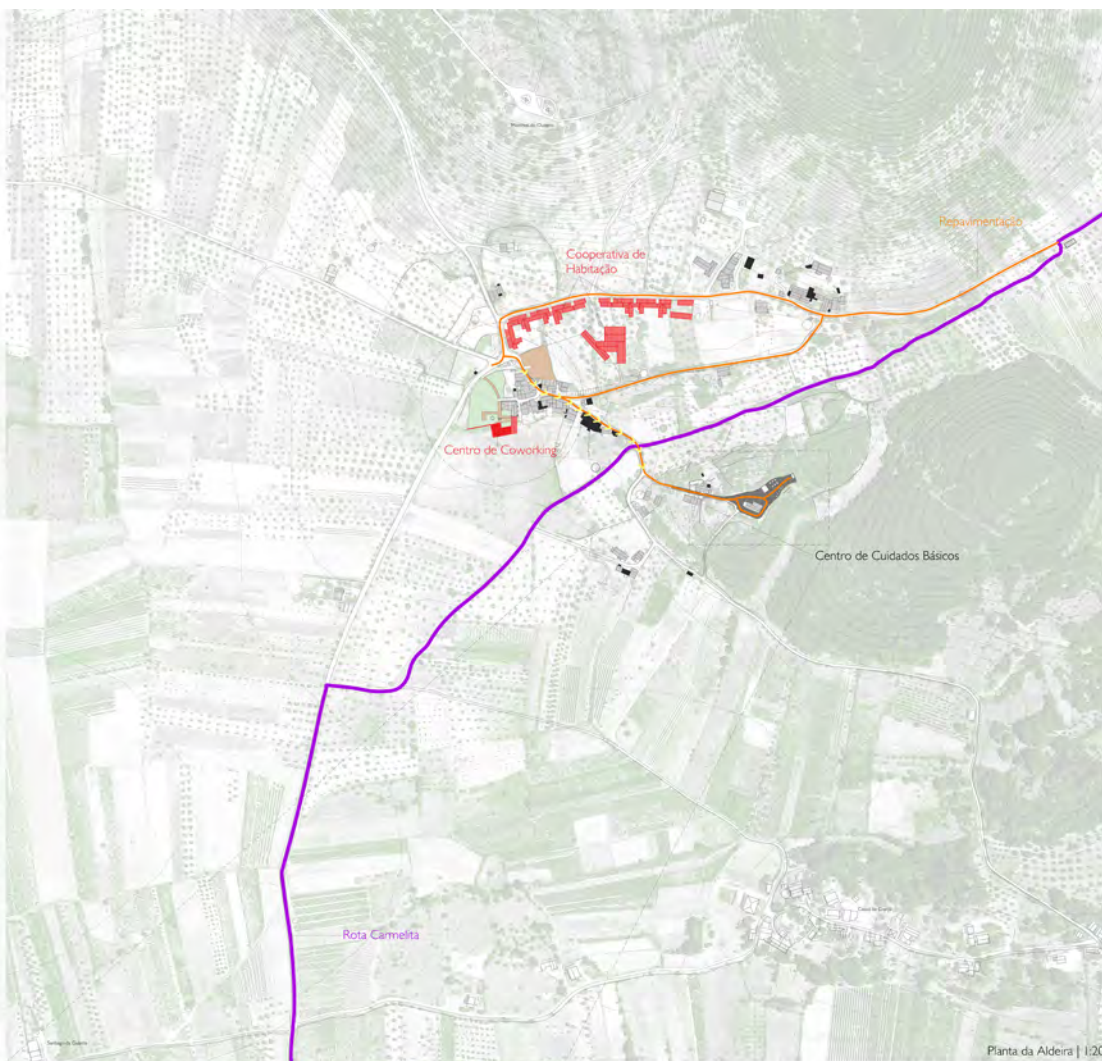 Repavimentação
Cooperativa de
Habitação
Centro de Coworking
Centro de Cuidados Básicos
Rota Carmelita
Planta da Aldeira | 1:20